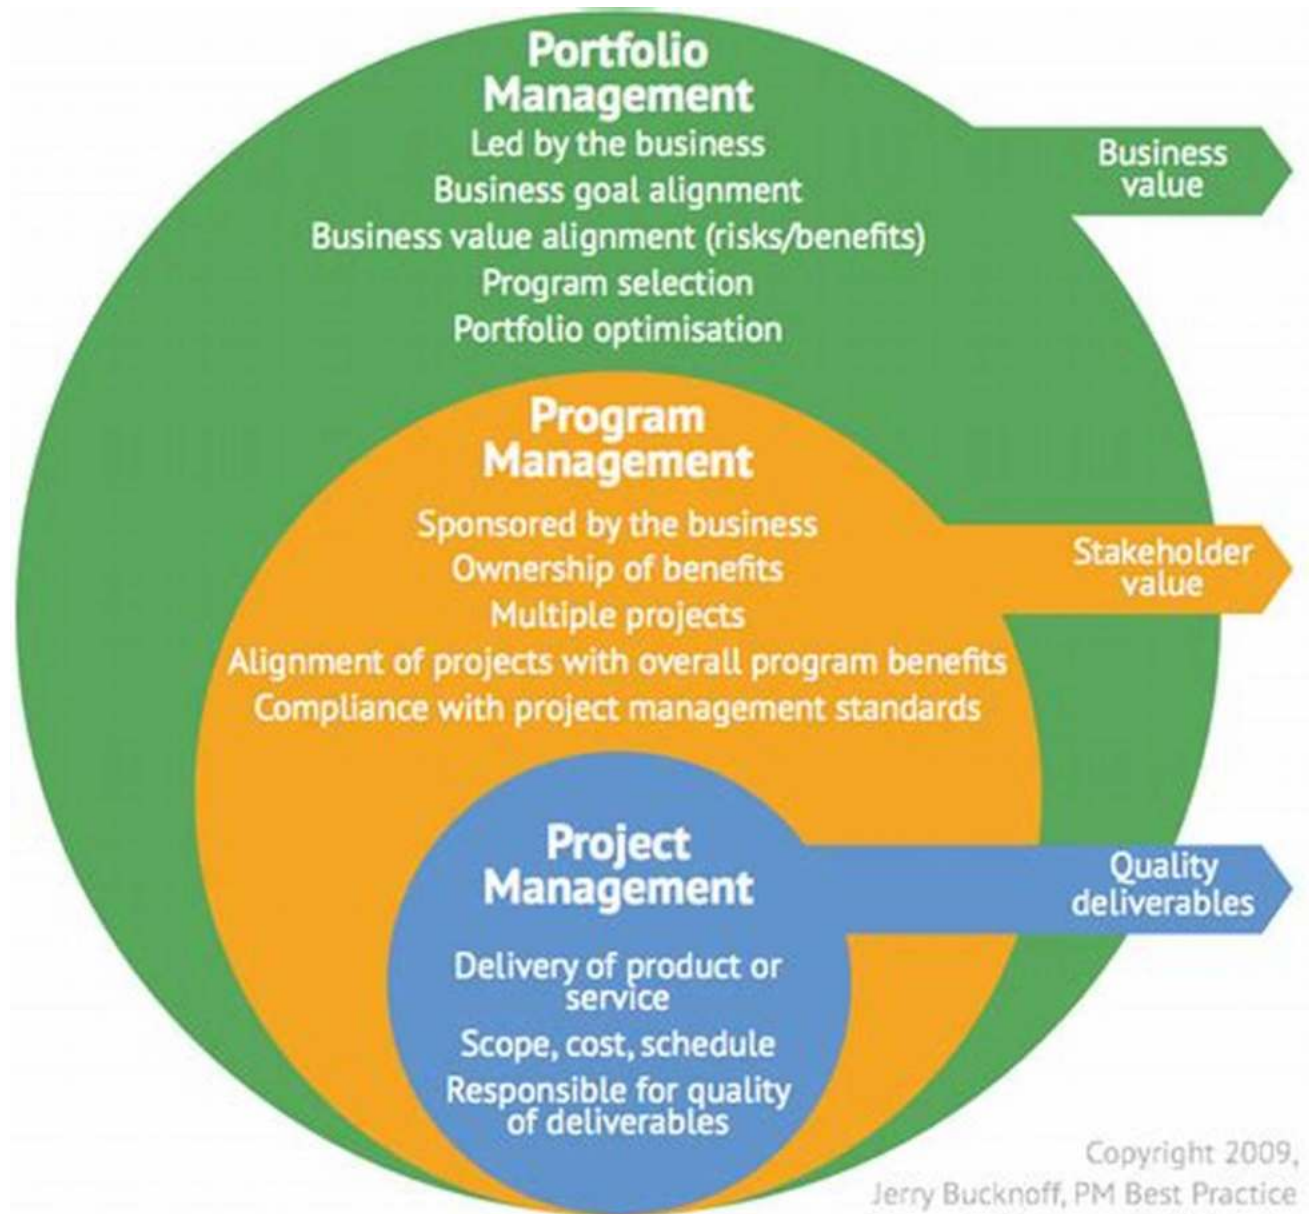 Portfolio
Management
Led by the business
Business goal alignment
Business value alignment (risks/benefits)
Program selection
Portfolio optimisation
Business
value
Program
Management
Sponsored by the business
Ownership of benefits
Multiple projects
Alignment of projects with overall program benefits
Compliance with project management standards
Stakeholder
value
Project
Management
Delivery of product or
service
Scope, cost, schedule
Responsible for quality
of deliverables
Quality
deliverables
Copyright 2009,
Jerry Bucknoff, PM Best Practice